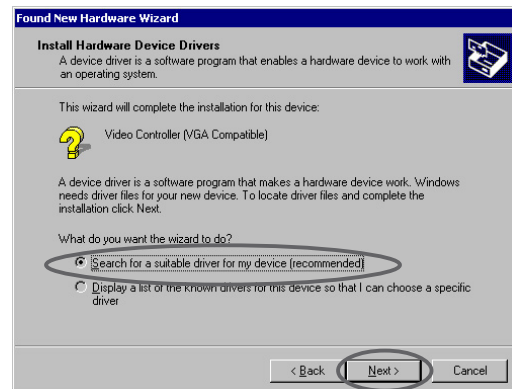 Found New Hardware Wizard
Install Hardware Device Drivers
A device driver is a software program that enables a hardware device to work with
an operating system.
This wizard will complete the installation for this device:
Video Controller (VGA Compatible)
A device driver is a software program that makes a hardware device work. Windows
needs driver files for your new device. To locate driver files and complete the
installation click Next.
What do you want the wizard to do?
Search for a suitable driver for my device (recommended)
Display a list of the known drivers for this device so that I can choose a specific
driver
< Back
Next >
Cancel